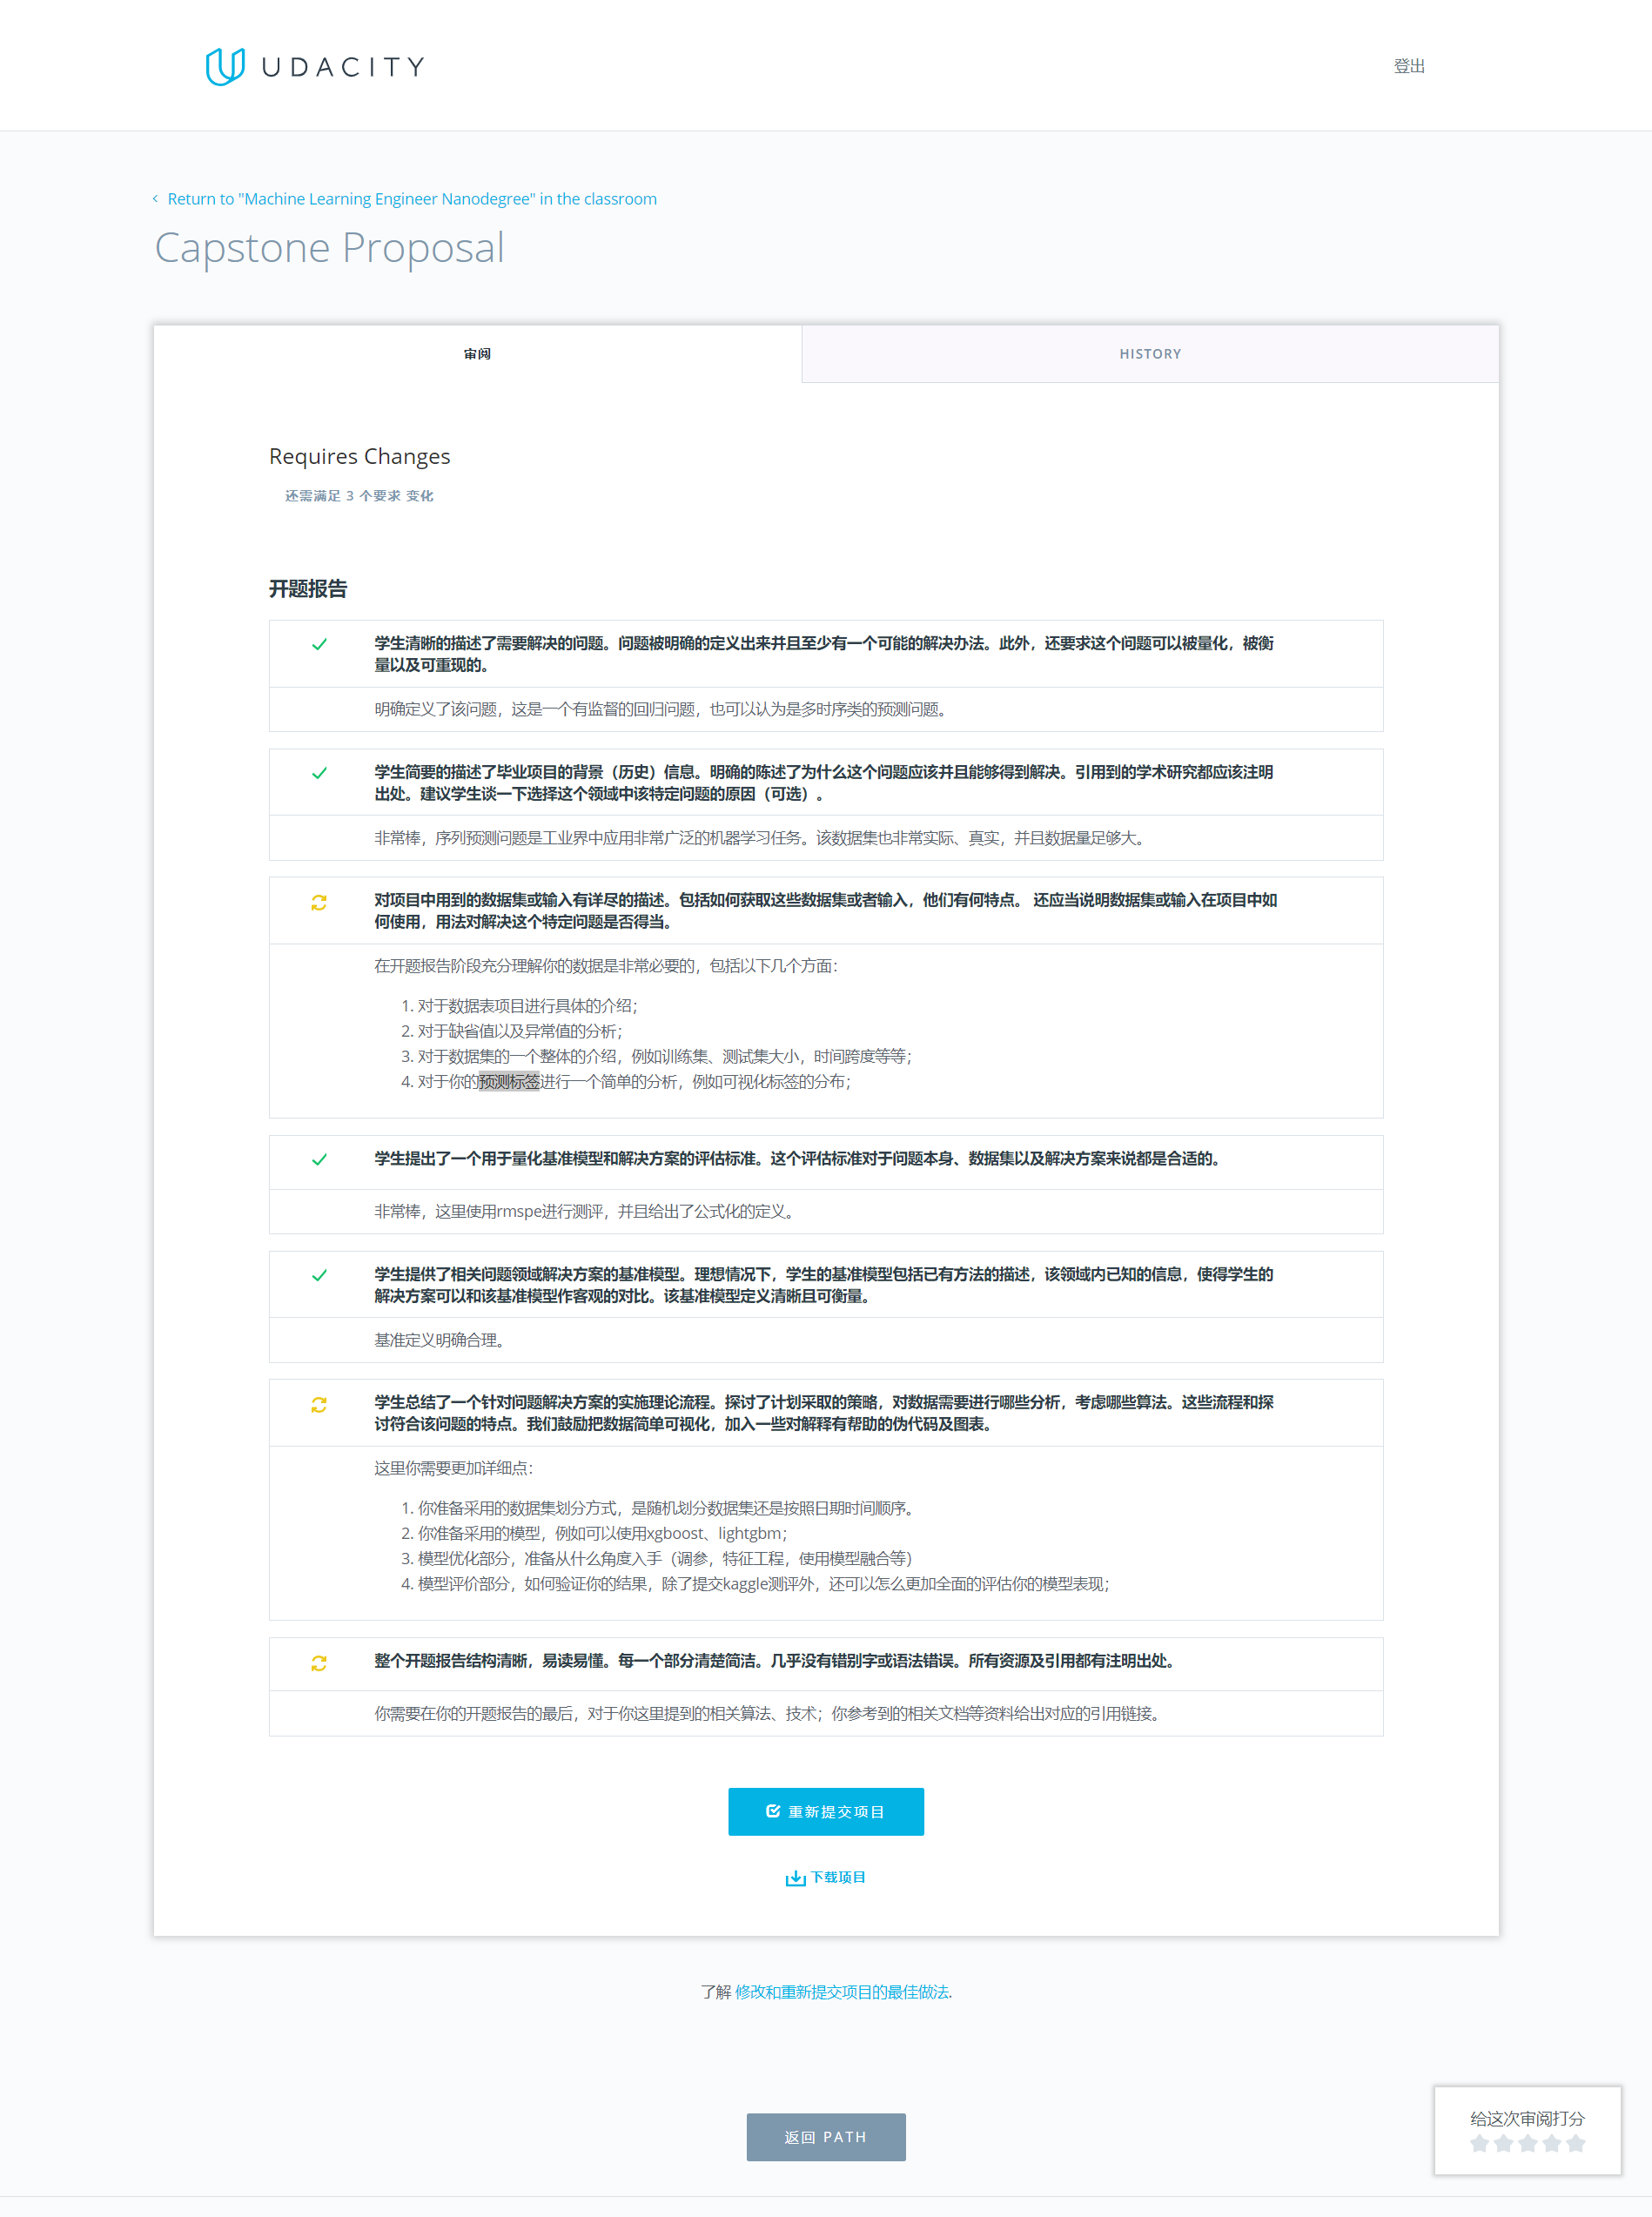 UDACITY
登出
Return to "Machine Learning Engineer Nanodegree" in the classroom
Capstone Proposal
审阅
HISTORY
Requires Changes
还需满足 3 个要求 变化
开题报告
学生清晰的描述了需要解决的问题。问题被明确的定义出来并且至少有一个可能的解决办法。此外，还要求这个问题可以被量化，被衡
量以及可重现的。
明确定义了该问题，这是一个有监督的回归问题，也可以认为是多时序类的预测问题。
学生简要的描述了毕业项目的背景（历史）信息。明确的陈述了为什么这个问题应该并且能够得到解决。引用到的学术研究都应该注明
出处。建议学生谈一下选择这个领域中该特定问题的原因（可选）。
非常棒，序列预测问题是工业界中应用非常广泛的机器学习任务。该数据集也非常实际、真实，并且数据量足够大。
对项目中用到的数据集或输入有详尽的描述。包括如何获取这些数据集或者输入，他们有何特点。 还应当说明数据集或输入在项目中如
何使用，用法对解决这个特定问题是否得当。
在开题报告阶段充分理解你的数据是非常必要的，包括以下几个方面：
1. 对于数据表项目进行具体的介绍；
2. 对于缺省值以及异常值的分析；
3. 对于数据集的一个整体的介绍，例如训练集、测试集大小，时间跨度等等；
4. 对于你的预测标签进行一个简单的分析，例如可视化标签的分布；
学生提出了一个用于量化基准模型和解决方案的评估标准。这个评估标准对于问题本身、数据集以及解决方案来说都是合适的。
非常棒，这里使用rmspe进行测评，并且给出了公式化的定义。
学生提供了相关问题领域解决方案的基准模型。理想情况下，学生的基准模型包括已有方法的描述，该领域内已知的信息，使得学生的
解决方案可以和该基准模型作客观的对比。该基准模型定义清晰且可衡量。
基准定义明确合理。
学生总结了一个针对问题解决方案的实施理论流程。探讨了计划采取的策略，对数据需要进行哪些分析，考虑哪些算法。这些流程和探
讨符合该问题的特点。我们鼓励把数据简单可视化，加入一些对解释有帮助的伪代码及图表。
这里你需要更加详细点：
1. 你准备采用的数据集划分方式，是随机划分数据集还是按照日期时间顺序。
2. 你准备采用的模型，例如可以使用xgboost、lightgbm；
3. 模型优化部分，准备从什么角度入手（调参，特征工程，使用模型融合等）
4. 模型评价部分，如何验证你的结果，除了提交kaggle测评外，还可以怎么更加全面的评估你的模型表现；
整个开题报告结构清晰，易读易懂。每一个部分清楚简洁。几乎没有错别字或语法错误。所有资源及引用都有注明出处。
你需要在你的开题报告的最后，对于你这里提到的相关算法、技术；你参考到的相关文档等资料给出对应的引用链接。
重新提交项目
下载项目
了解 修改和重新提交项目的最佳做法.
给这次审阅打分
返回 PATH